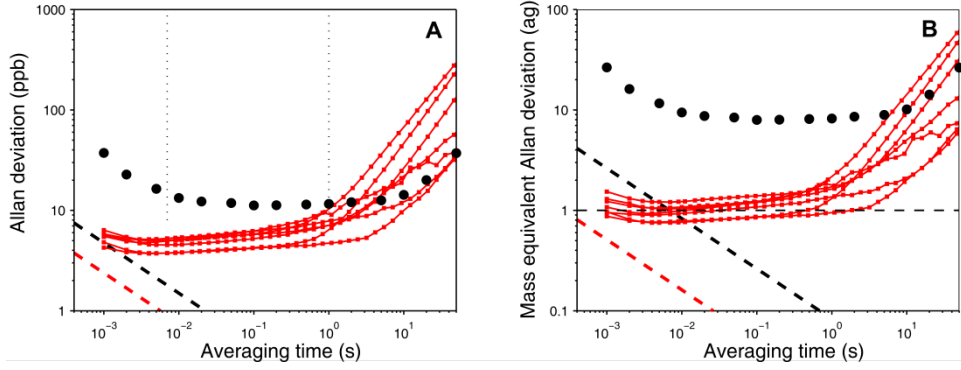 A
Allan deviation (ppb)
1000
100
10
1
10⁻³ 10⁻² 10⁻¹ 10⁰ 10¹
Averaging time (s)
B
Mass equivalent Allan deviation (ag)
100
10
1
0.1
10⁻³ 10⁻² 10⁻¹ 10⁰ 10¹
Averaging time (s)